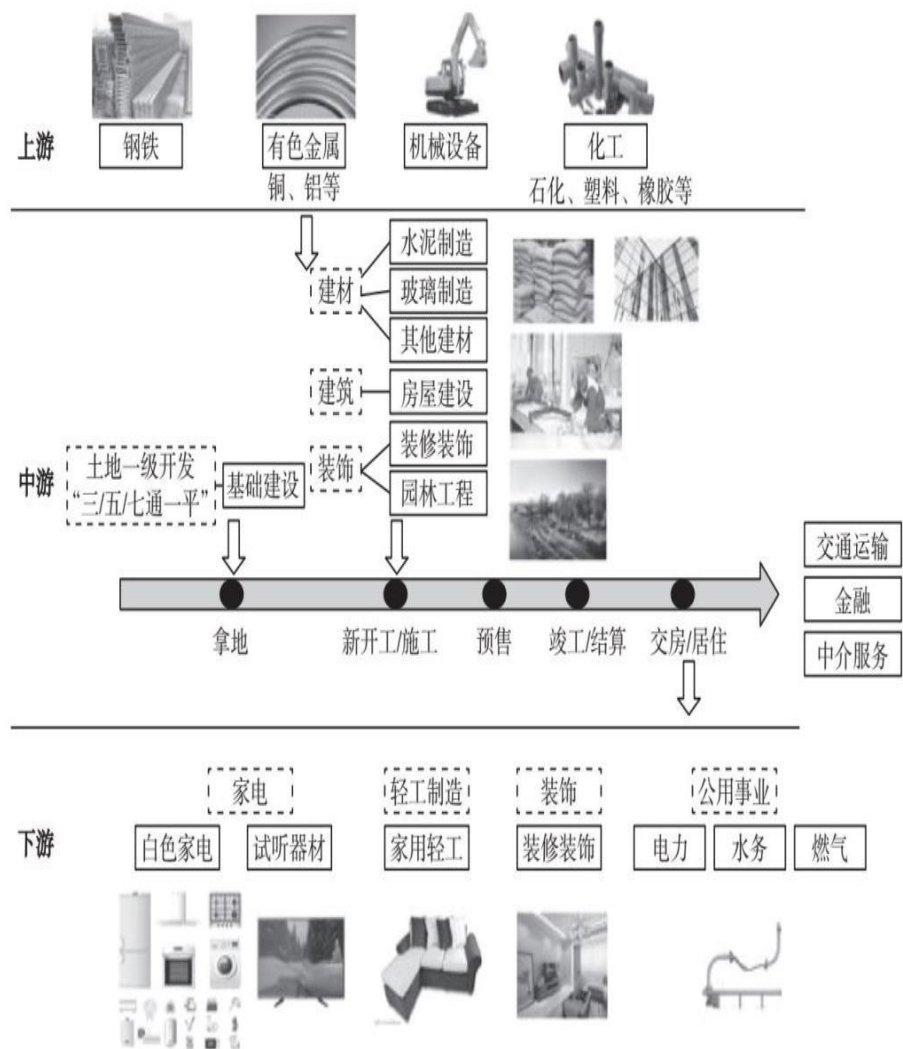 上游
钢铁
有色金属
铜、铝等
机械设备
化工
石化、塑料、橡胶等
中游
建材
水泥制造
玻璃制造
其他建材
建筑
房屋建设
装饰
装修装饰
园林工程
土地一级开发
“三/五/七通一平”
基础建设
拿地
新开工/施工
预售
竣工/结算
交房/居住
交通运输
金融
中介服务
下游
家电
白色家电
试听器材
轻工制造
家用轻工
装饰
装修装饰
公用事业
电力
水务
燃气